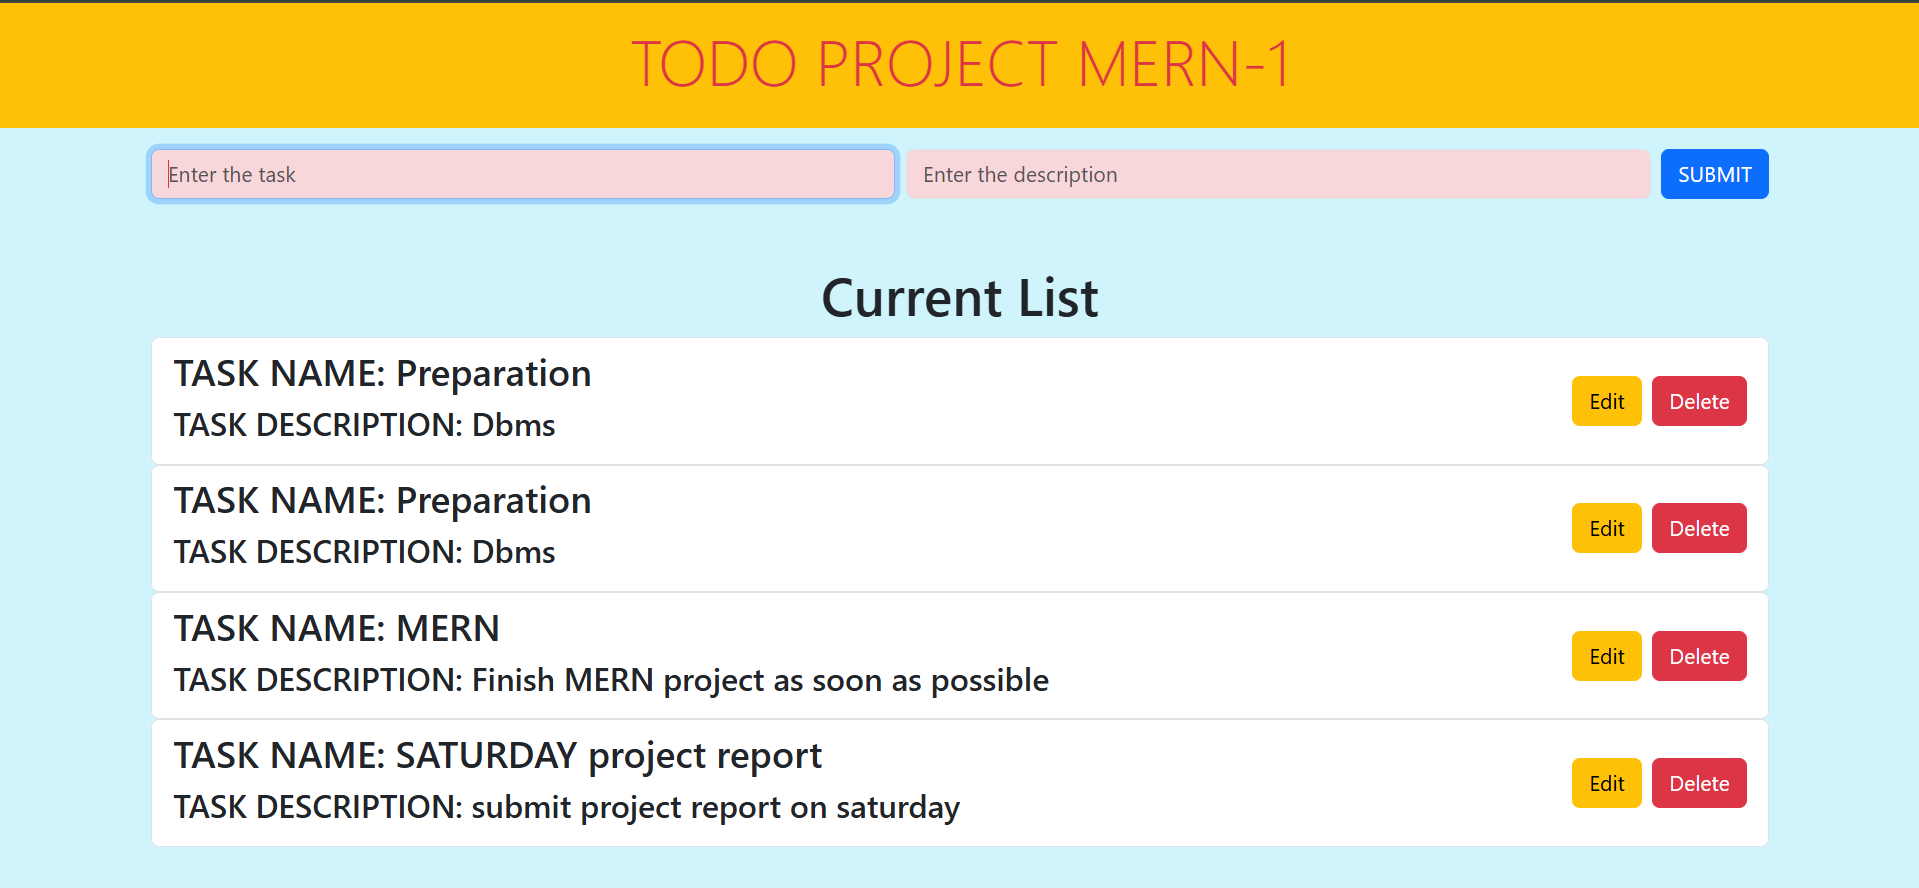 TODO PROJECT MERN-1
Enter the task
Enter the description
SUBMIT
Current List
TASK NAME: Preparation
TASK DESCRIPTION: Dbms
Edit
Delete
TASK NAME: Preparation
TASK DESCRIPTION: Dbms
Edit
Delete
TASK NAME: MERN
TASK DESCRIPTION: Finish MERN project as soon as possible
Edit
Delete
TASK NAME: SATURDAY project report
TASK DESCRIPTION: submit project report on saturday
Edit
Delete